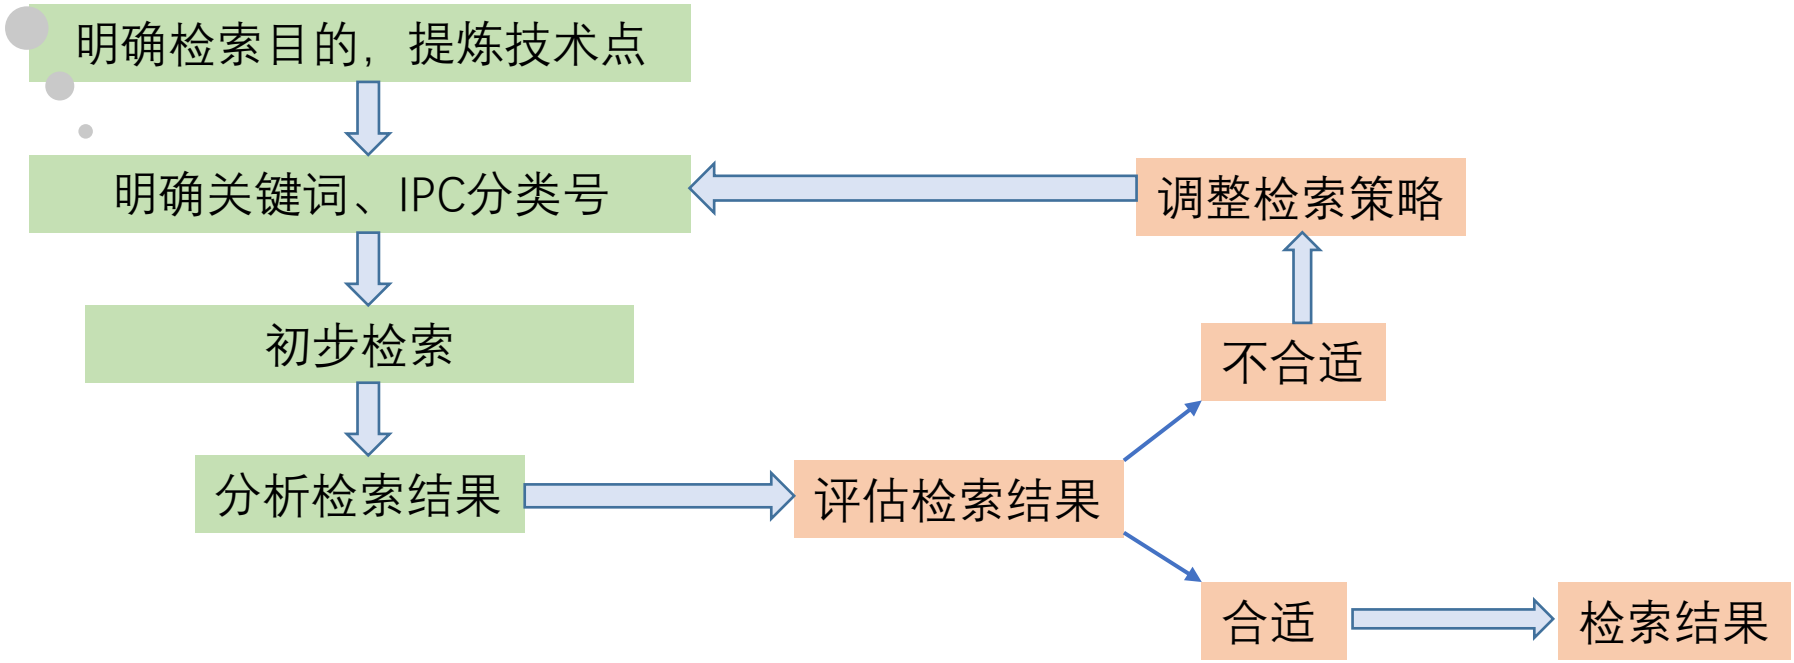 明确检索目的，提炼技术点
明确关键词、IPC分类号
初步检索
分析检索结果
评估检索结果
不合适
调整检索策略
合适
检索结果